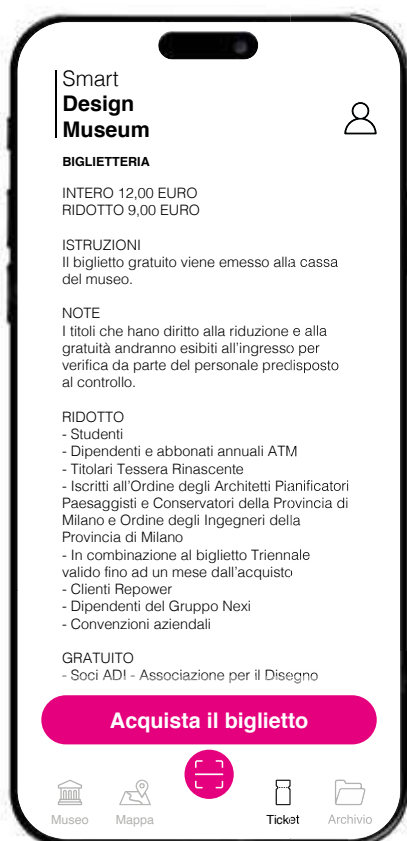 Smart
Design
Museum
BIGLIETTERIA
INTERO 12,00 EURO
RIDOTTO 9,00 EURO
ISTRUZIONI
Il biglietto gratuito viene emesso alla cassa
del museo.
NOTE
I titoli che hanno diritto alla riduzione e alla
gratuità andranno esibiti all'ingresso per
verifica da parte del personale predisposto
al controllo.
RIDOTTO
- Studenti
- Dipendenti e abbonati annuali ATM
- Titolari Tessera Rinascente
- Iscritti all'Ordine degli Architetti Pianificatori
Paesaggisti e Conservatori della Provincia di
Milano e Ordine degli Ingegneri della
Provincia di Milano
- In combinazione al biglietto Triennale
valido fino ad un mese dall'acquisto
- Clienti Repower
- Dipendenti del Gruppo Nexi
- Convenzioni aziendali
GRATUITO
- Soci ADI - Associazione per il Disegno
Acquista il biglietto
Museo Mappa Ticket Archivio